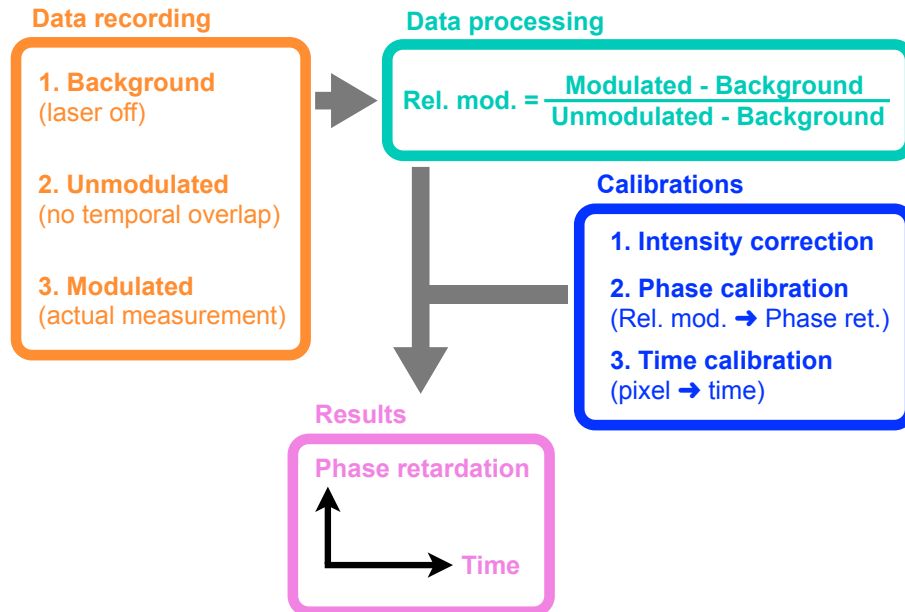 Data recording
1. Background
(laser off)
2. Unmodulated
(no temporal overlap)
3. Modulated
(actual measurement)
Data processing
Rel. mod. = Modulated - Background
Unmodulated - Background
Calibrations
1. Intensity correction
2. Phase calibration
(Rel. mod. ➜ Phase ret.)
3. Time calibration
(pixel ➜ time)
Results
Phase retardation
Time